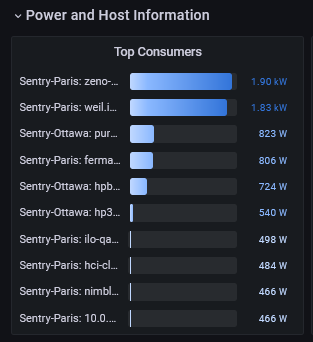 Power and Host Information
Top Consumers
Sentry-Paris: zeno-... 1.90 kW
Sentry-Paris: weil.i... 1.83 kW
Sentry-Ottawa: pur... 823 W
Sentry-Paris: ferma... 806 W
Sentry-Ottawa: hpb... 724 W
Sentry-Ottawa: hp3... 540 W
Sentry-Paris: ilo-qa... 498 W
Sentry-Paris: hci-cl... 484 W
Sentry-Paris: nimbl... 466 W
Sentry-Paris: 10.0.... 466 W